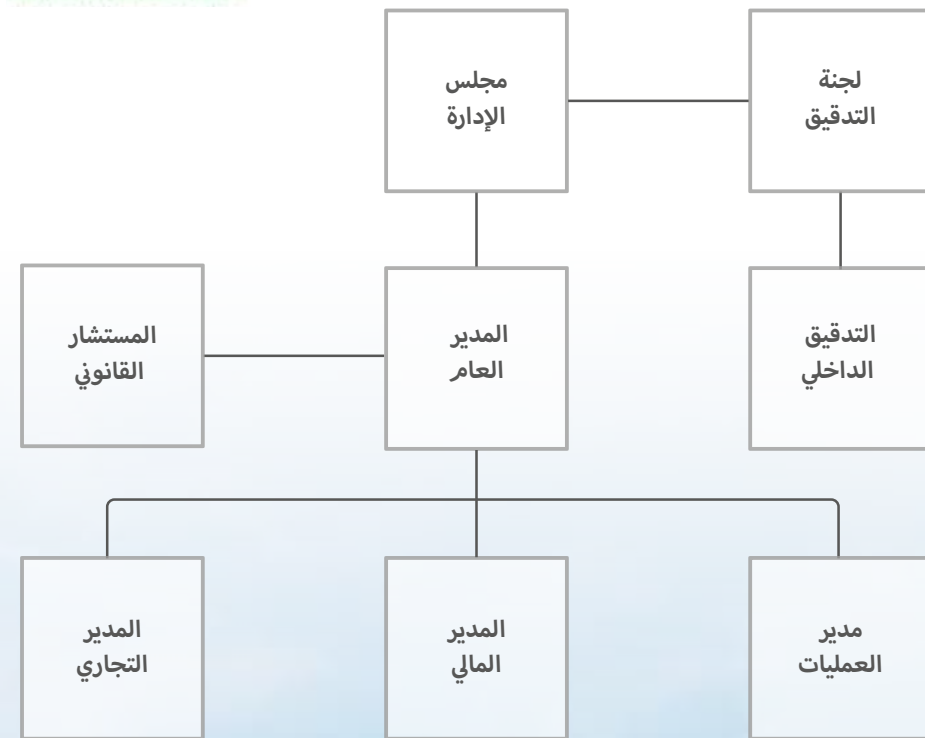 لجنة
التدقيق
مجلس
الإدارة
التدقيق
الداخلي
المدير
العام
المستشار
القانوني
مدير
العمليات
المدير
المالي
المدير
التجاري